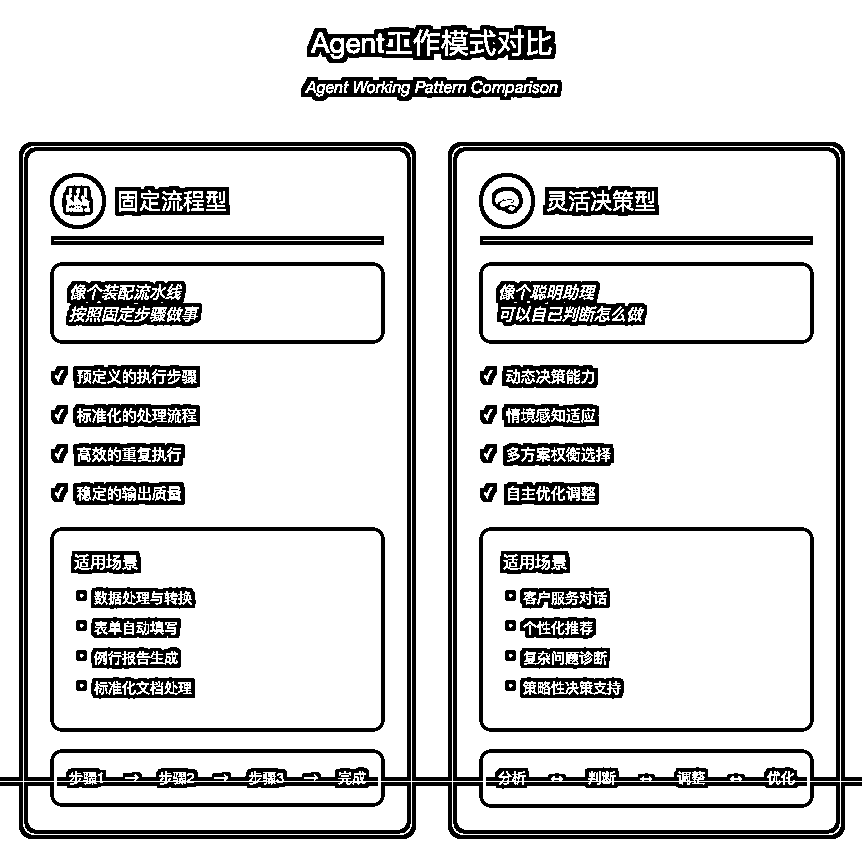 Agent工作模式对比
Agent Working Pattern Comparison
固定流程型
像个装配流水线
按照固定步骤做事
✓ 预定义的执行步骤
✓ 标准化的处理流程
✓ 高效的重复执行
✓ 稳定的输出质量
适用场景
数据处理与转换
表单自动填写
例行报告生成
标准化文档处理
步骤1 → 步骤2 → 步骤3 → 完成
灵活决策型
像个聪明助理
可以自己判断怎么做
✓ 动态决策能力
✓ 情境感知适应
✓ 多方案权衡选择
✓ 自主优化调整
适用场景
客户服务对话
个性化推荐
复杂问题诊断
策略性决策支持
分析 ↔ 判断 ↔ 调整 ↔ 优化